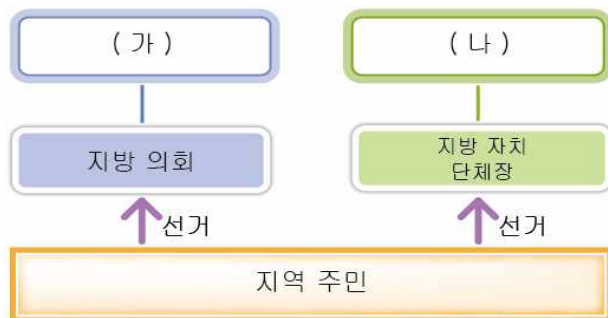 ( 가 )
( 나 )
지방 의회
지방 자치
단체장
선거
선거
지역 주민